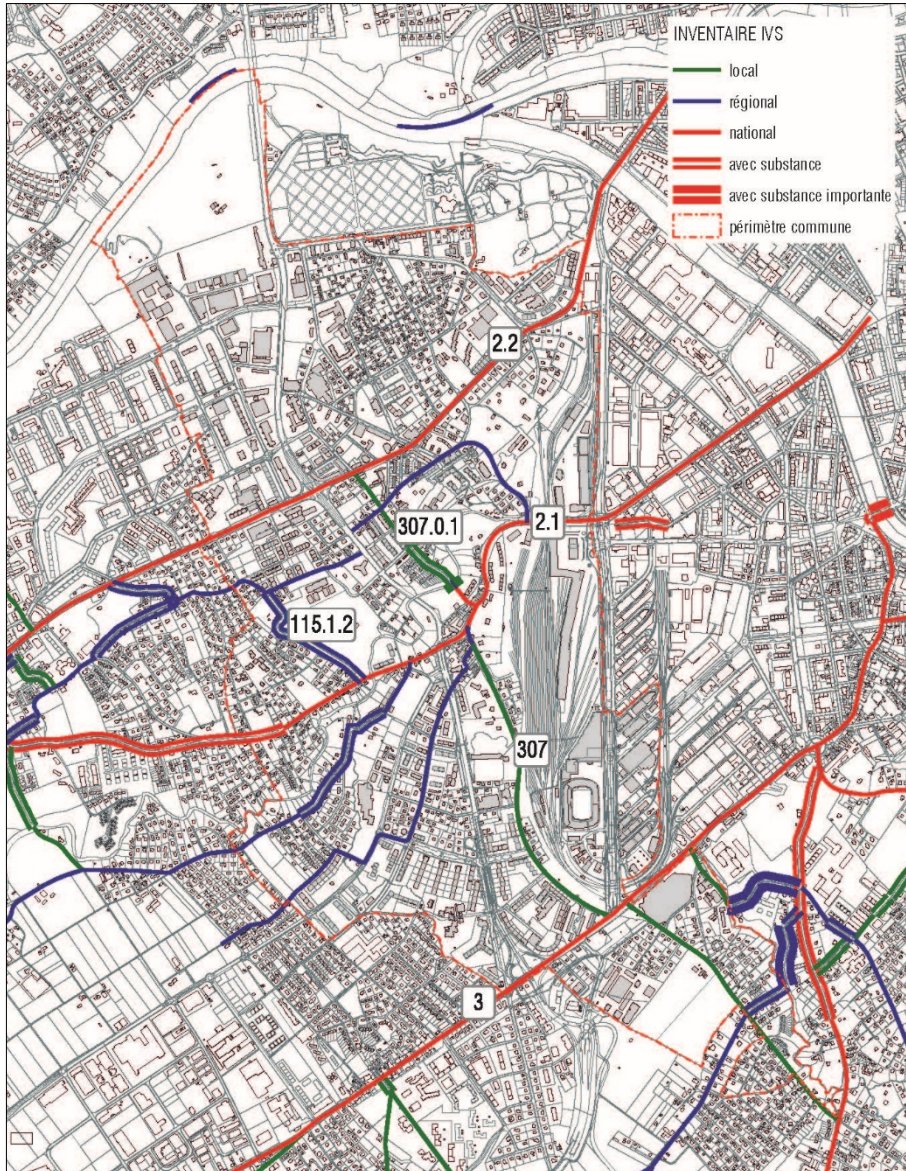 INVENTAIRE IVS
local
régional
national
avec substance
avec substance importante
périmètre commune
2.2
2.1
307.0.1
115.1.2
307
3